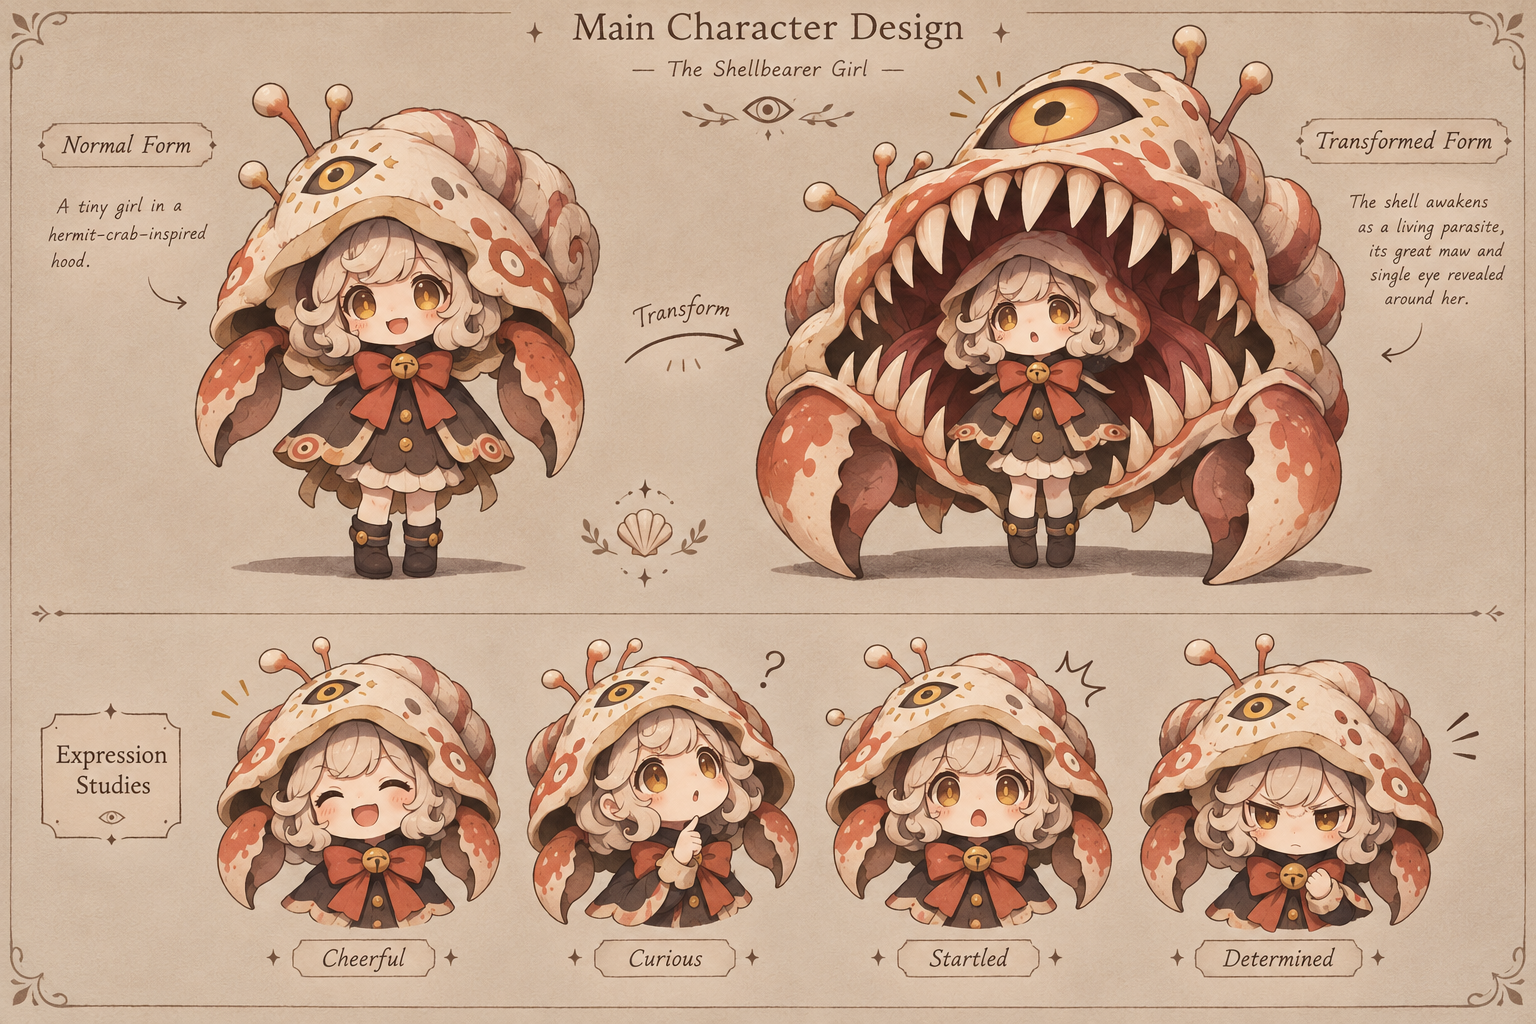 Main Character Design
— The Shellbearer Girl —
Normal Form
A tiny girl in a
hermit-crab-inspired
hood.
Transform
Transformed Form
The shell awakens
as a living parasite,
its great maw and
single eye revealed
around her.
?
Expression
Studies
Cheerful
Curious
Startled
Determined